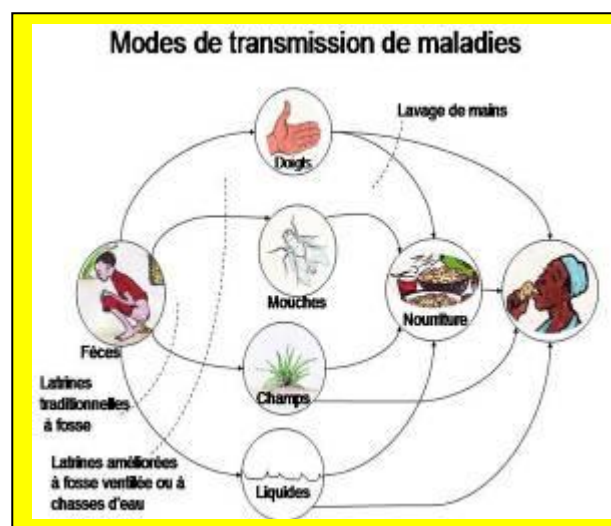 Modes de transmission de maladies
Lavage de mains
Doigts
Mouches
Nourriture
Fèces
Champs
Latrines
traditionnelles
à fosse
Latrines améliorées
à fosse ventilée ou à
chasses d'eau
Liquides